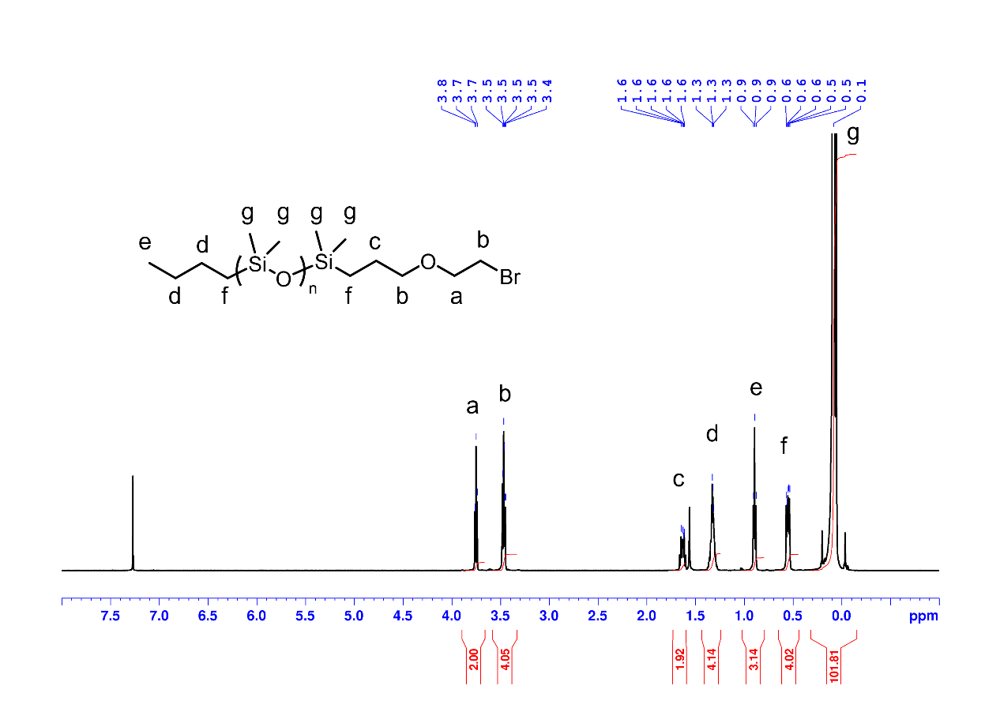 3.8 3.7 3.7 3.5 3.5 3.5 3.5 3.4 1.6 1.6 1.6 1.6 1.6 1.3 1.3 1.3 0.9 0.9 0.9 0.6 0.6 0.6 0.5 0.5 0.1
g
g g g g
e d c b
Si Si O
O n Br
d f f b a
e
b
a
d
f
c
7.5 7.0 6.5 6.0 5.5 5.0 4.5 4.0 3.5 3.0 2.5 2.0 1.5 1.0 0.5 0.0 ppm
2.00 4.05 1.92 4.14 3.14 4.02 101.81